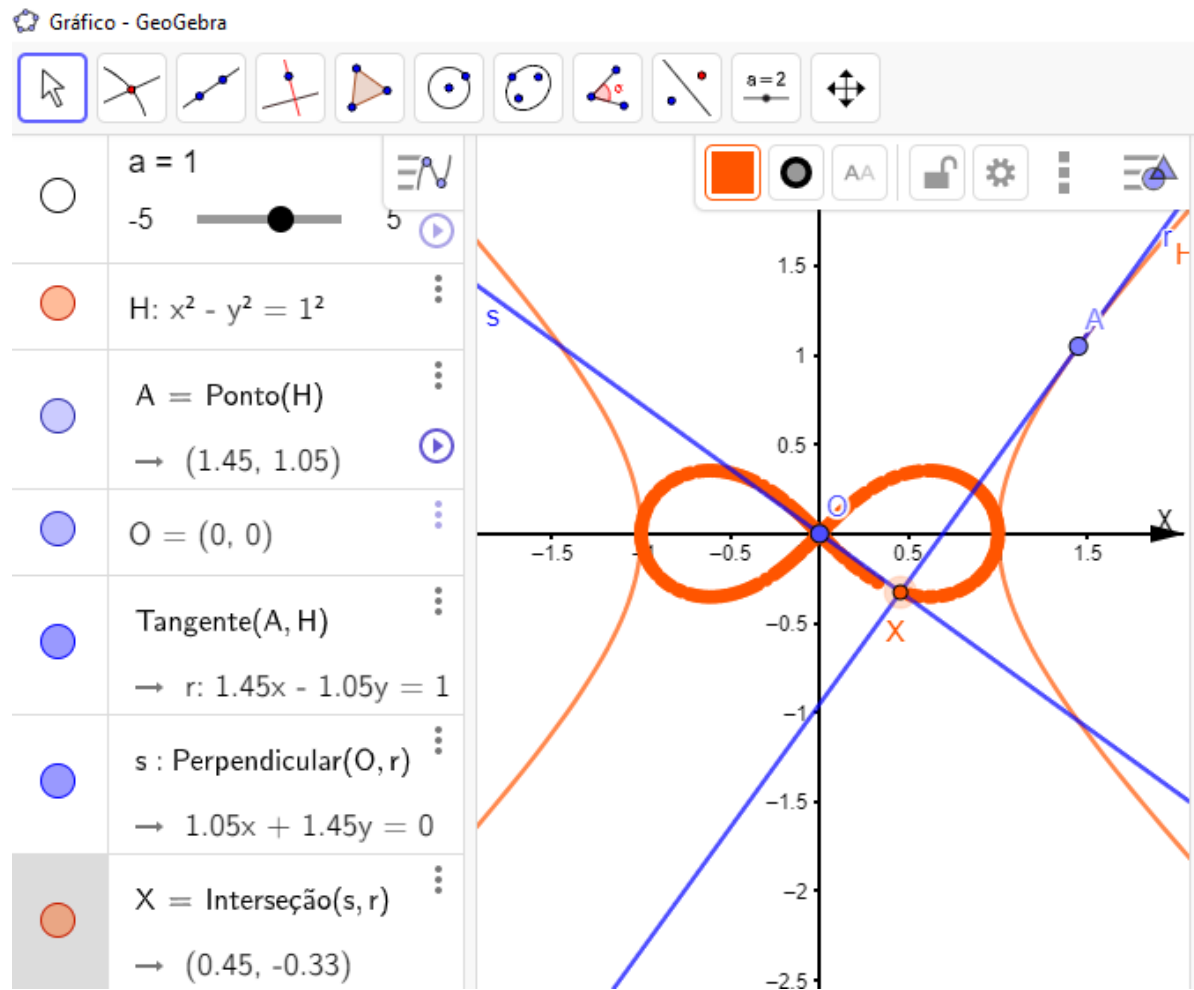 Gráfico - GeoGebra
a=2
AA
a = 1
-5 5
H: x² - y² = 1²
A = Ponto(H)
→ (1.45, 1.05)
O = (0, 0)
Tangente(A, H)
→ r: 1.45x - 1.05y = 1
s : Perpendicular(O, r)
→ 1.05x + 1.45y = 0
X = Interseção(s, r)
→ (0.45, -0.33)
r
H
1.5
s
A
1
0.5
O
X
−1.5
−0.5
0.5
1.5
−0.5
X
−1
−1.5
−2
−2.5